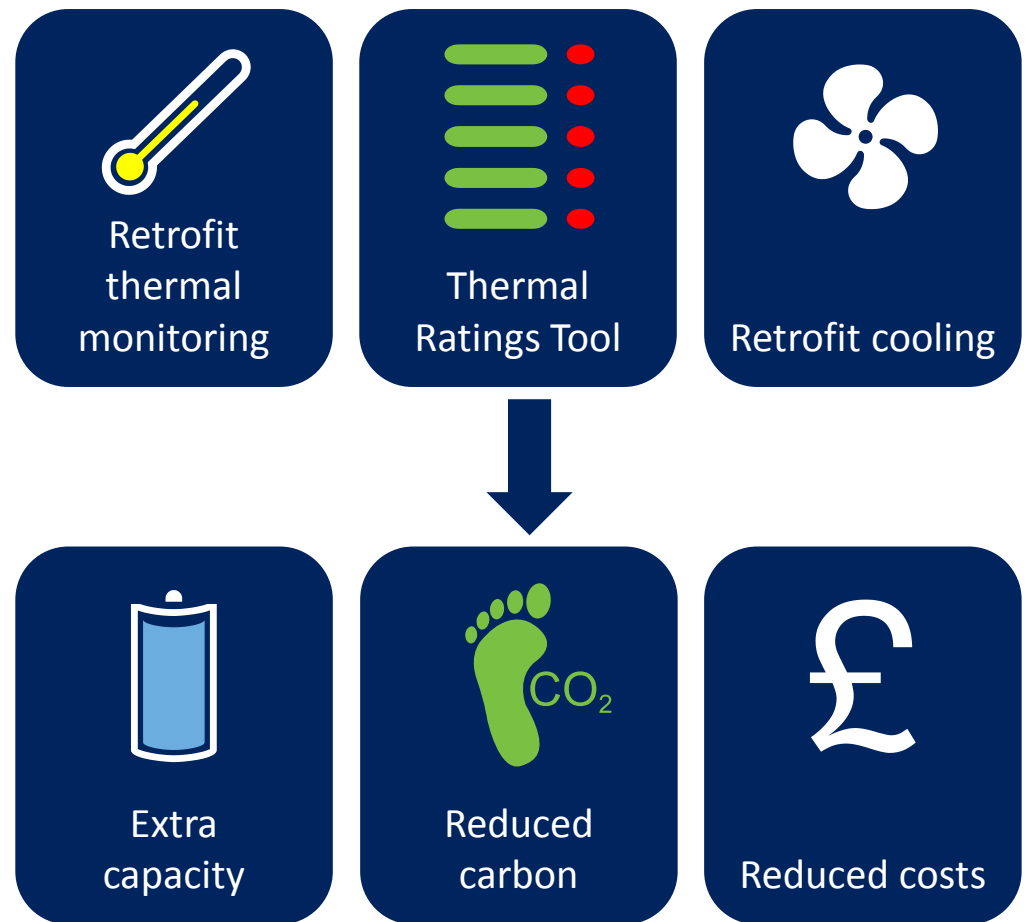 Retrofit
thermal
monitoring
Thermal
Ratings Tool
Retrofit cooling
Extra
capacity
CO₂
Reduced
carbon
£
Reduced costs